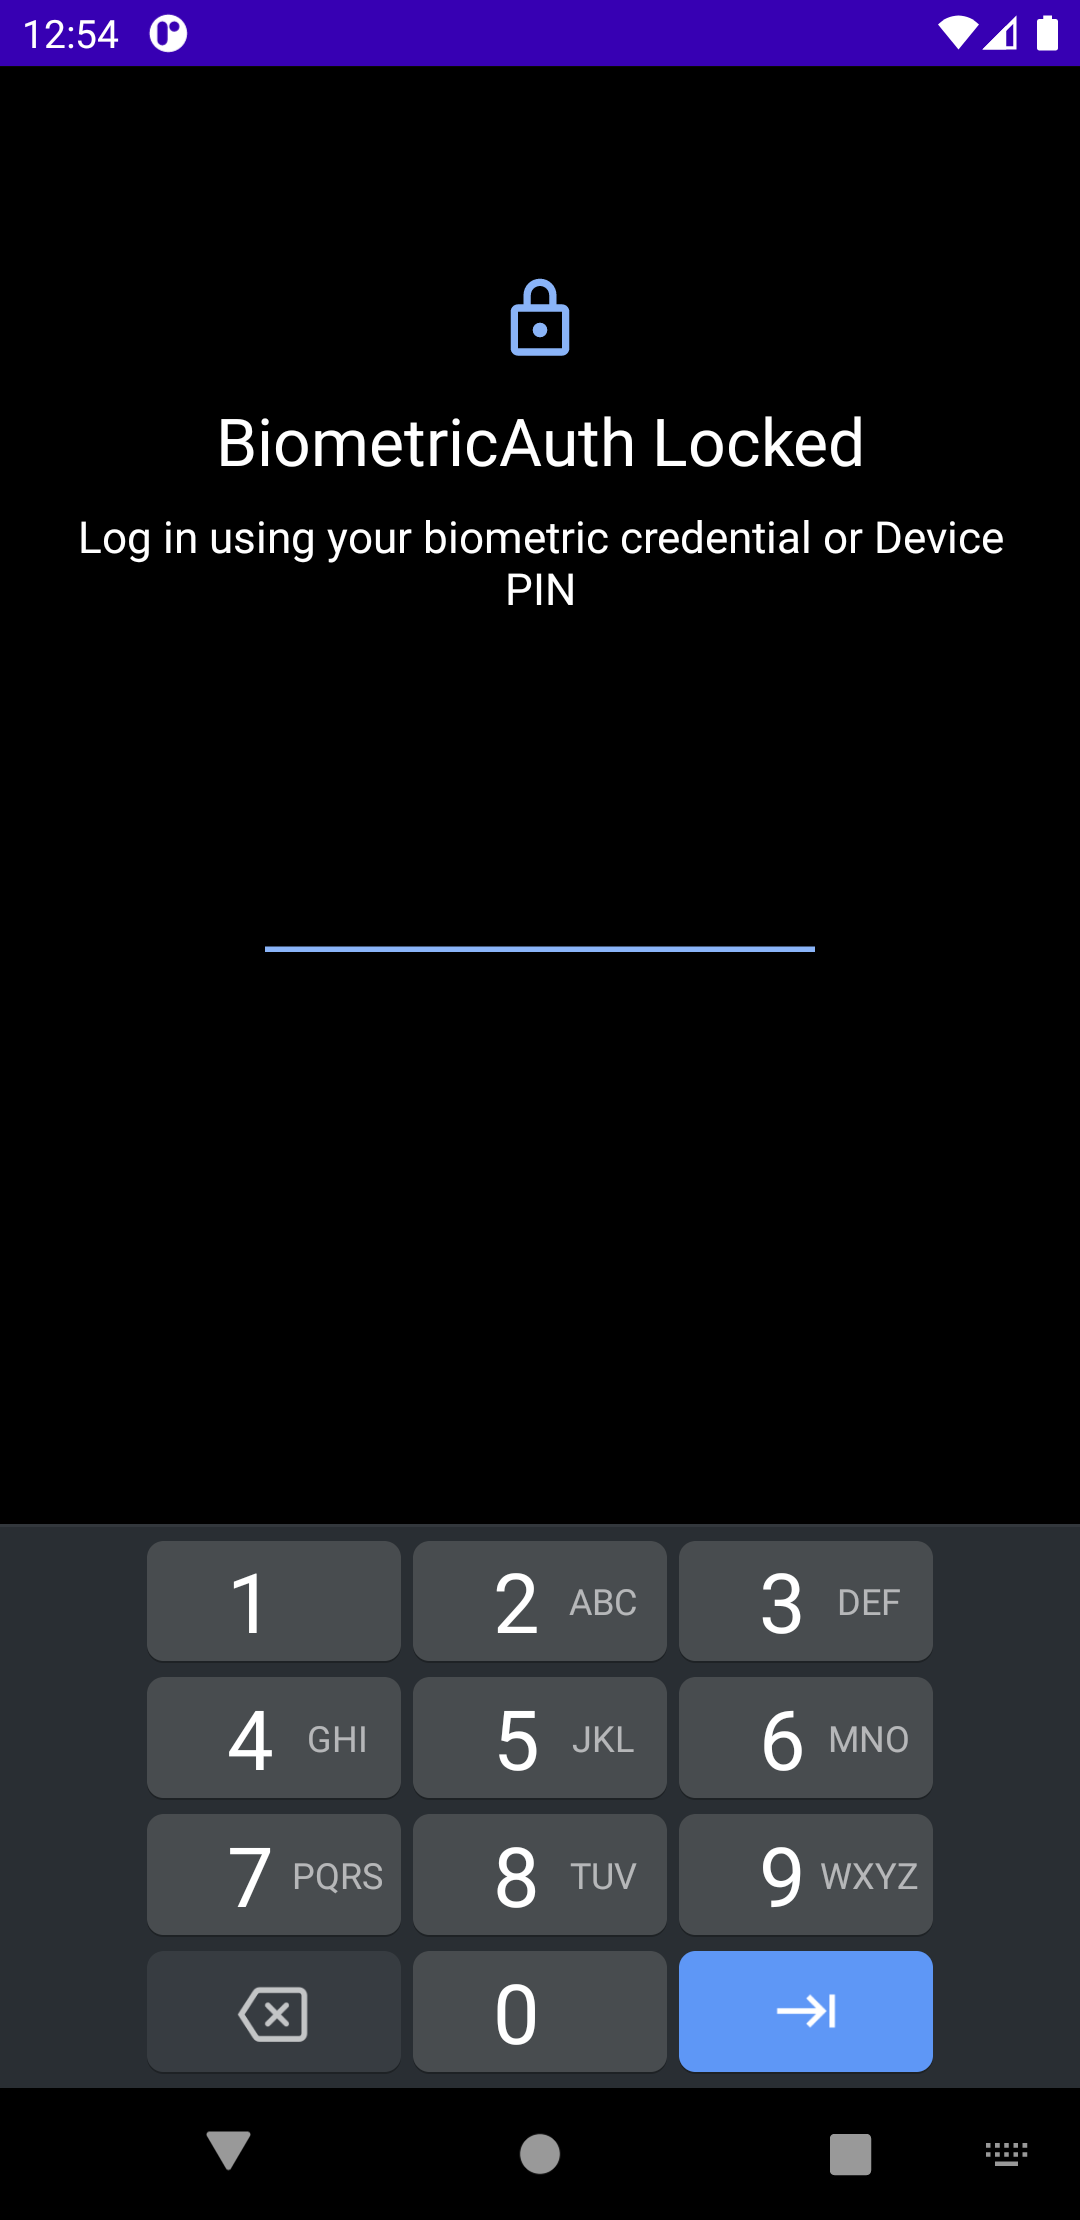 12:54
BiometricAuth Locked
Log in using your biometric credential or Device
PIN
1
2 ABC
3 DEF
4 GHI
5 JKL
6 MNO
7 PQRS
8 TUV
9 WXYZ
0